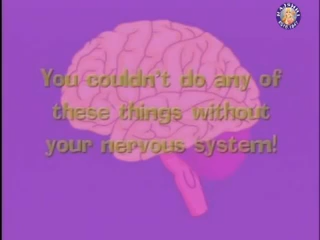 You couldn't do any of
these things without
your nervous system!